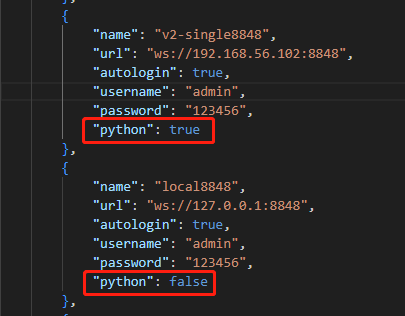 },
{
"name": "v2-single8848",
"url": "ws://192.168.56.102:8848",
"autologin": true,
"username": "admin",
"password": "123456",
"python": true
},
{
"name": "local8848",
"url": "ws://127.0.0.1:8848",
"autologin": true,
"username": "admin",
"password": "123456",
"python": false
},